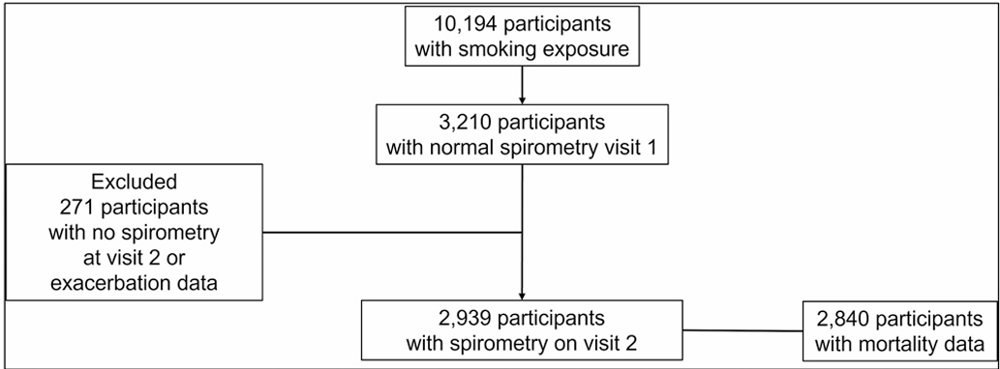 10,194 participants
with smoking exposure
3,210 participants
with normal spirometry visit 1
Excluded
271 participants
with no spirometry
at visit 2 or
exacerbation data
2,939 participants
with spirometry on visit 2
2,840 participants
with mortality data